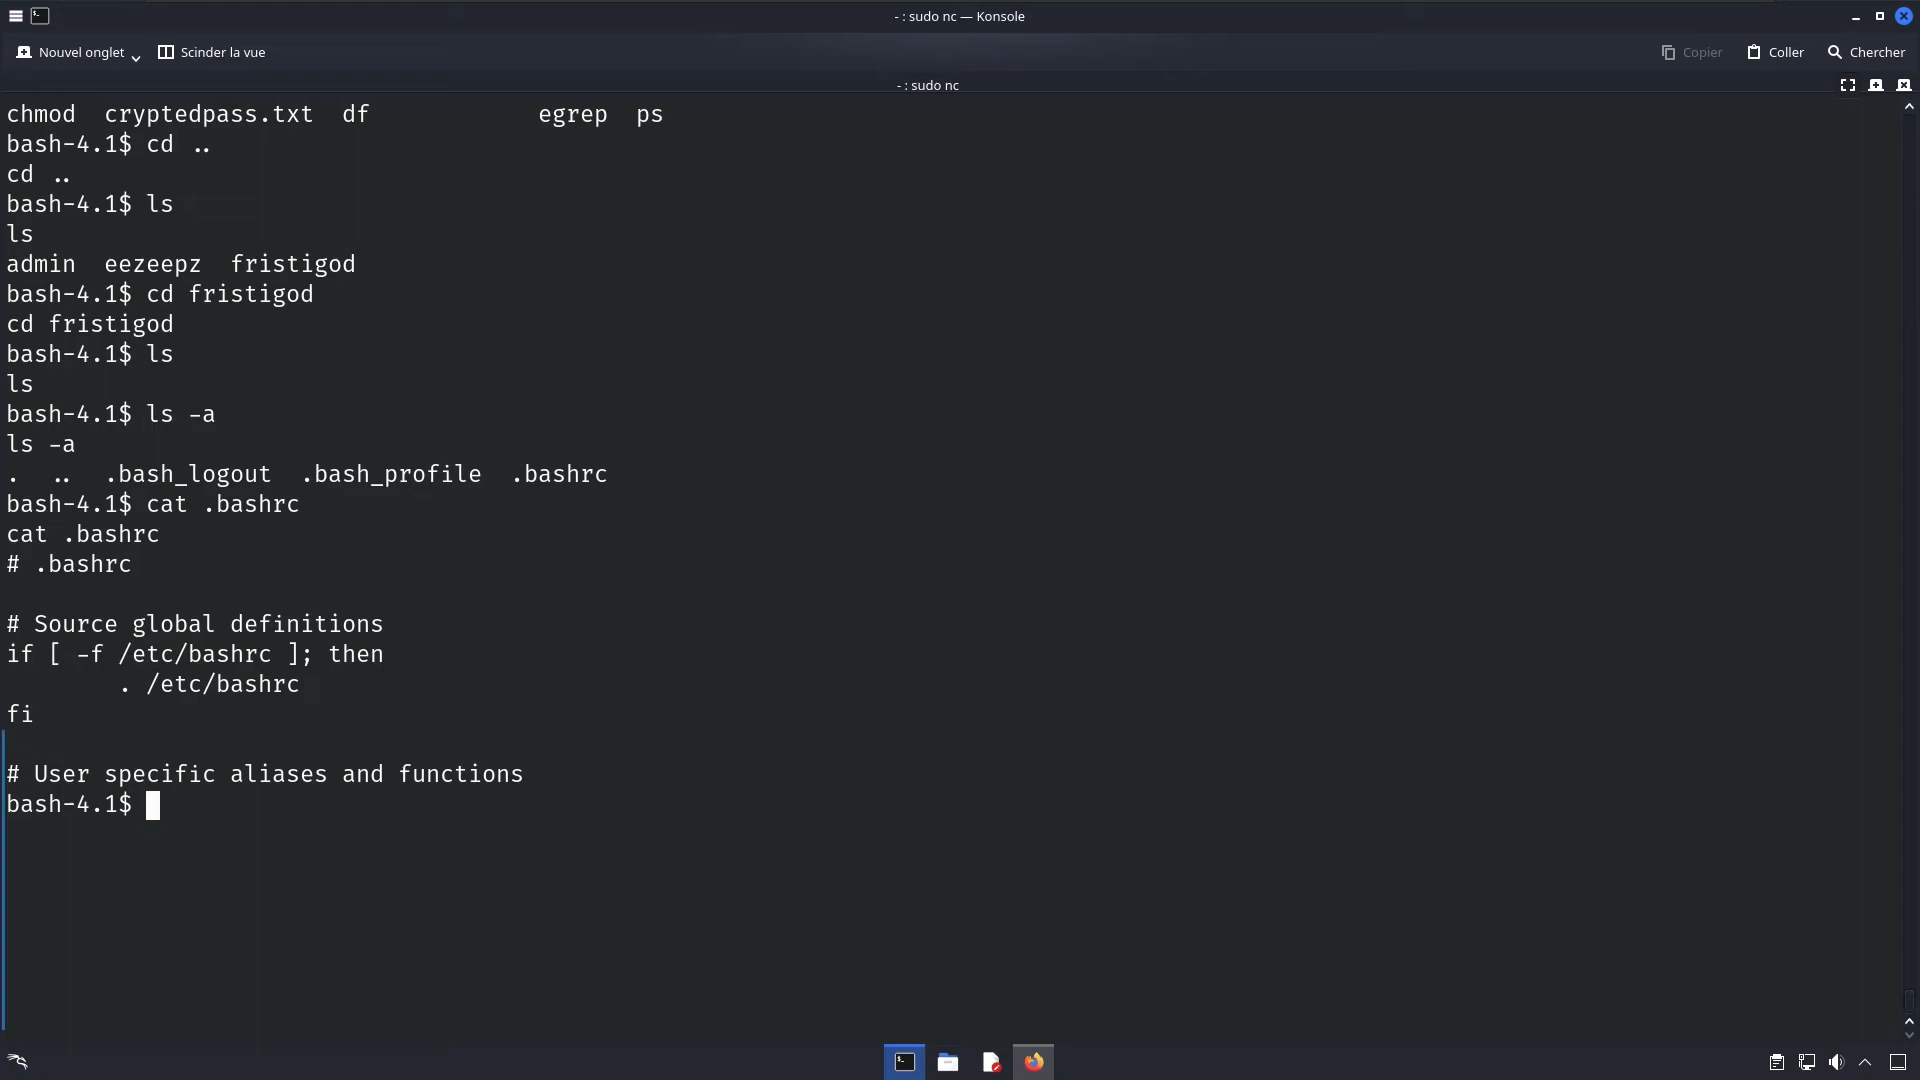 - : sudo nc — Konsole
Nouvel onglet Scinder la vue Copier Coller Chercher
- : sudo nc
chmod  cryptedpass.txt  df            egrep  ps
bash-4.1$ cd ..
cd ..
bash-4.1$ ls
ls
admin  eezeepz  fristigod
bash-4.1$ cd fristigod
cd fristigod
bash-4.1$ ls
ls
bash-4.1$ ls -a
ls -a
.  ..  .bash_logout  .bash_profile  .bashrc
bash-4.1$ cat .bashrc
cat .bashrc
# .bashrc
# Source global definitions
if [ -f /etc/bashrc ]; then
        . /etc/bashrc
fi
# User specific aliases and functions
bash-4.1$